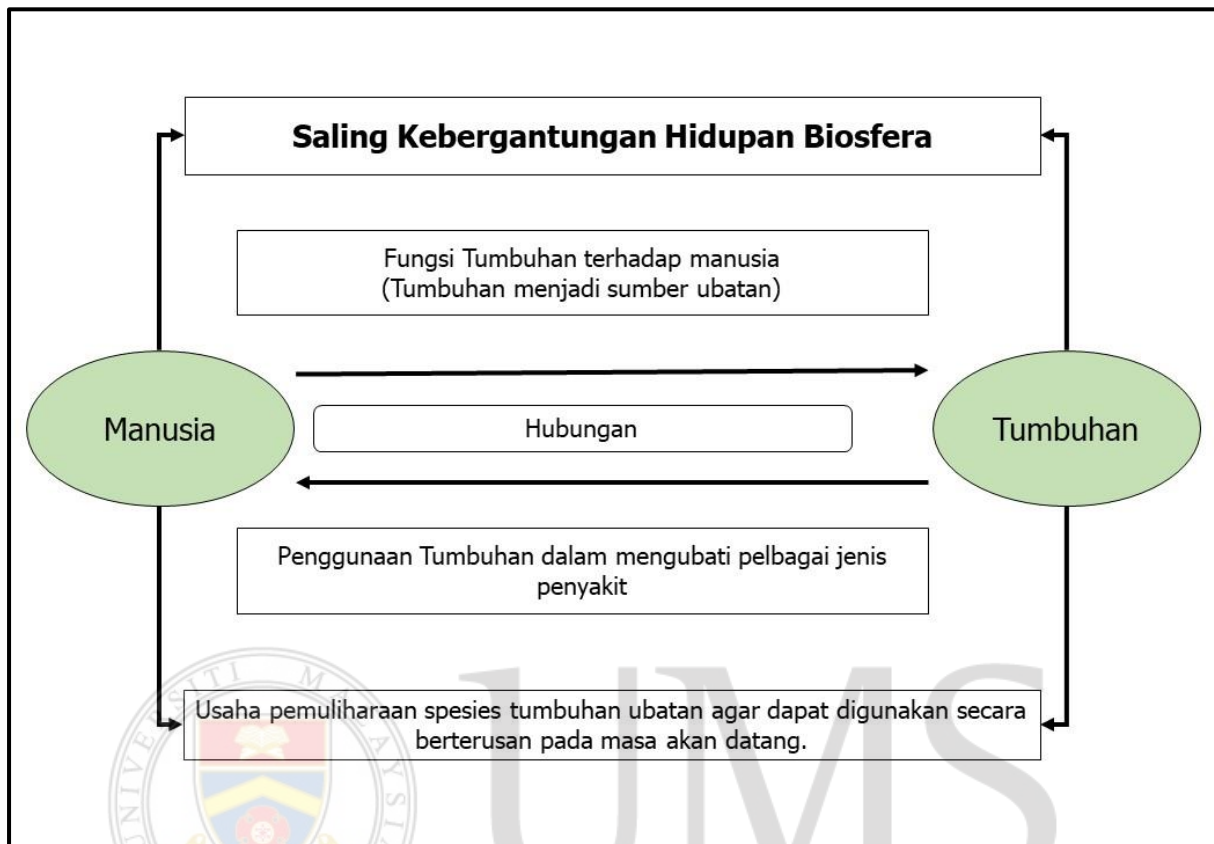 Saling Kebergantungan Hidupan Biosfera
Fungsi Tumbuhan terhadap manusia
(Tumbuhan menjadi sumber ubatan)
Manusia
Hubungan
Tumbuhan
Penggunaan Tumbuhan dalam mengubati pelbagai jenis
penyakit
Usaha pemuliharaan spesies tumbuhan ubatan agar dapat digunakan secara
berterusan pada masa akan datang.
UMS